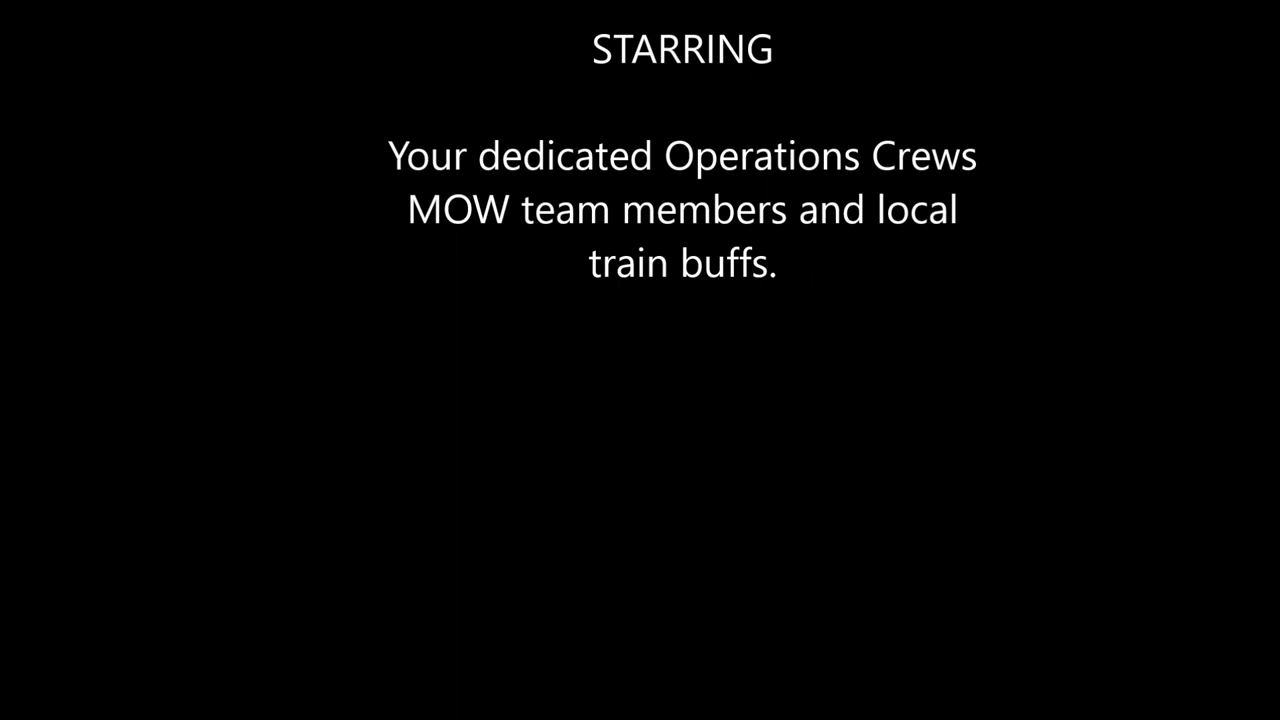 STARRING
Your dedicated Operations Crews
MOW team members and local
train buffs.